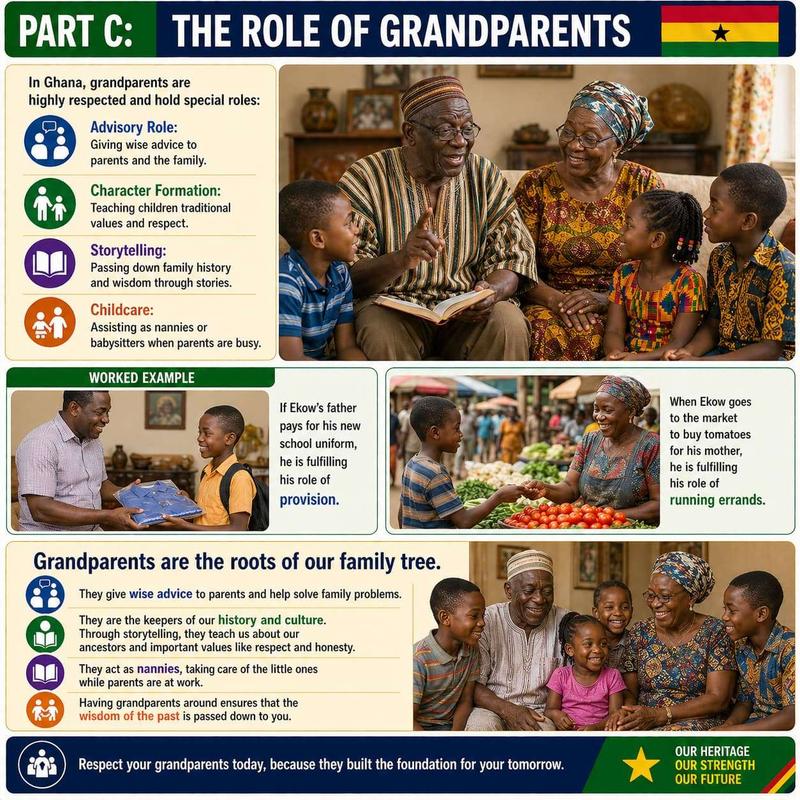 PART C: THE ROLE OF GRANDPARENTS
In Ghana, grandparents are
highly respected and hold special roles:
Advisory Role:
Giving wise advice to
parents and the family.
Character Formation:
Teaching children traditional
values and respect.
Storytelling:
Passing down family history
and wisdom through stories.
Childcare:
Assisting as nannies or
babysitters when parents are busy.
WORKED EXAMPLE
If Ekow's father
pays for his new
school uniform,
he is fulfilling
his role of
provision.
When Ekow goes
to the market
to buy tomatoes
for his mother,
he is fulfilling
his role of
running errands.
Grandparents are the roots of our family tree.
They give wise advice to parents and help solve family problems.
They are the keepers of our history and culture.
Through storytelling, they teach us about our
ancestors and important values like respect and honesty.
They act as nannies, taking care of the little ones
while parents are at work.
Having grandparents around ensures that the
wisdom of the past is passed down to you.
Respect your grandparents today, because they built the foundation for your tomorrow.
OUR HERITAGE
OUR STRENGTH
OUR FUTURE